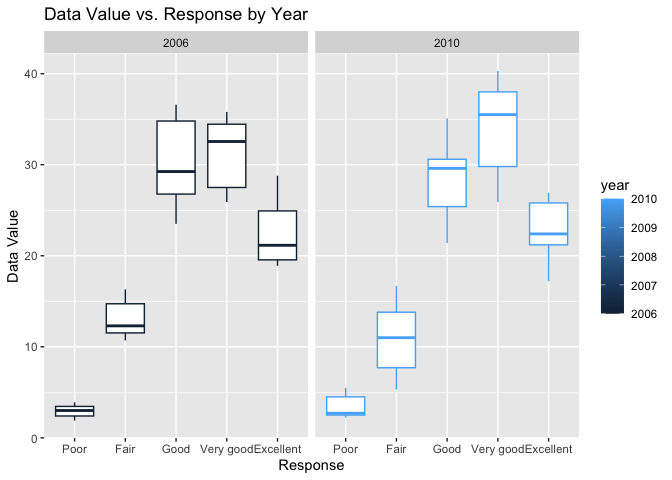 Data Value vs. Response by Year
2006
2010
40
30
20
10
0
Data Value
Poor
Fair
Good
Very good
Excellent
Poor
Fair
Good
Very good
Excellent
Response
year
2010
2009
2008
2007
2006